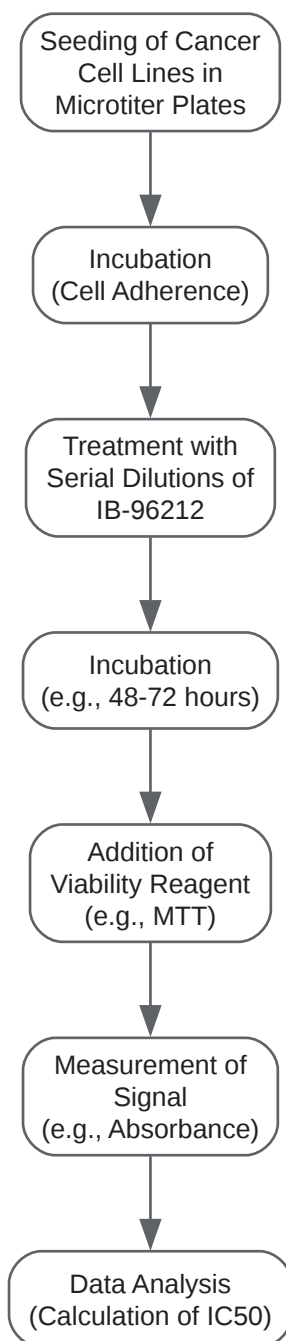 Seeding of Cancer
Cell Lines in
Microtiter Plates
Incubation
(Cell Adherence)
Treatment with
Serial Dilutions of
IB-96212
Incubation
(e.g., 48-72 hours)
Addition of
Viability Reagent
(e.g., MTT)
Measurement of
Signal
(e.g., Absorbance)
Data Analysis
(Calculation of IC50)